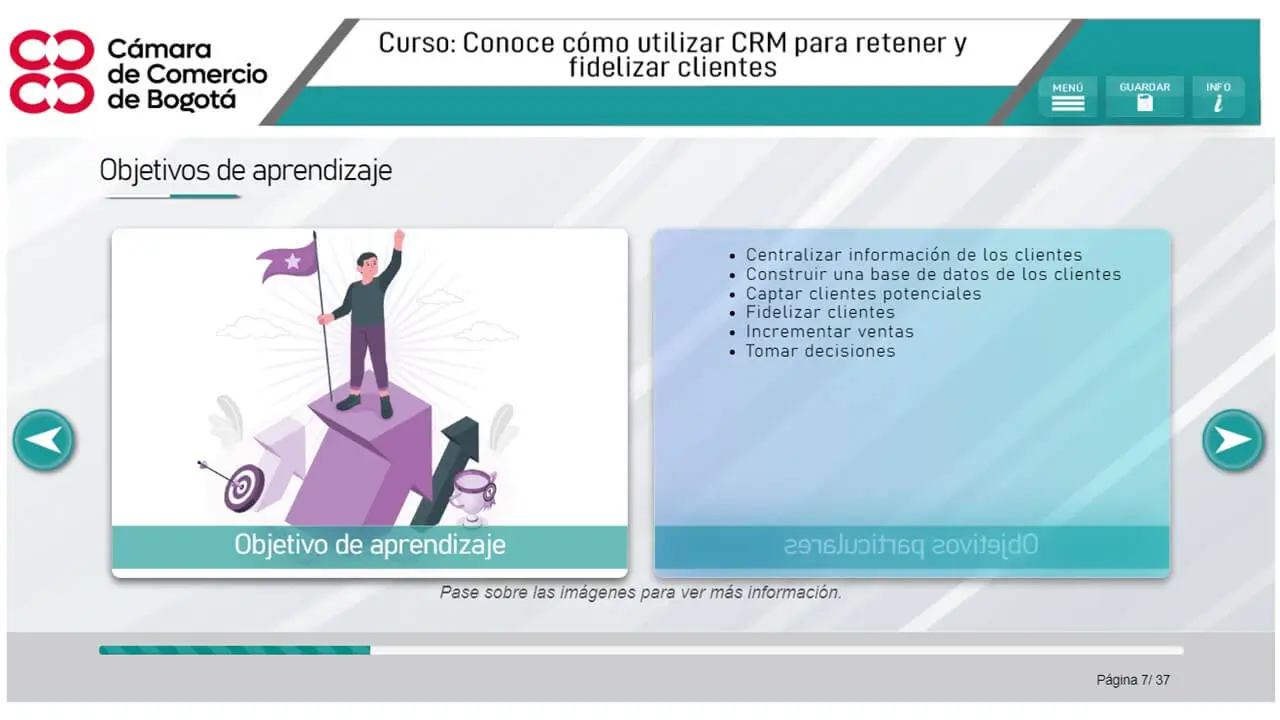 Cámara
de Comercio
de Bogotá
Curso: Conoce cómo utilizar CRM para retener y
fidelizar clientes
MENÚ
GUARDAR
INFO
i
Objetivos de aprendizaje
Objetivo de aprendizaje
• Centralizar información de los clientes
• Construir una base de datos de los clientes
• Captar clientes potenciales
• Fidelizar clientes
• Incrementar ventas
• Tomar decisiones
Objetivos particulares
Pase sobre las imágenes para ver más información.
Página 7/ 37